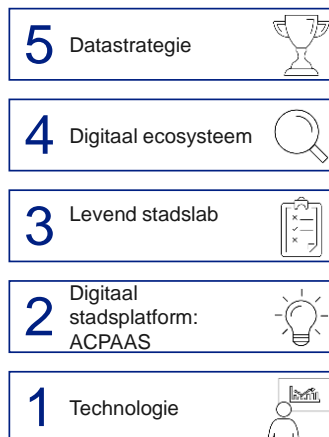 5 Datastrategie
4 Digitaal ecosysteem
3 Levend stadslab
2 Digitaal
stadsplatform:
ACPAAS
1 Technologie